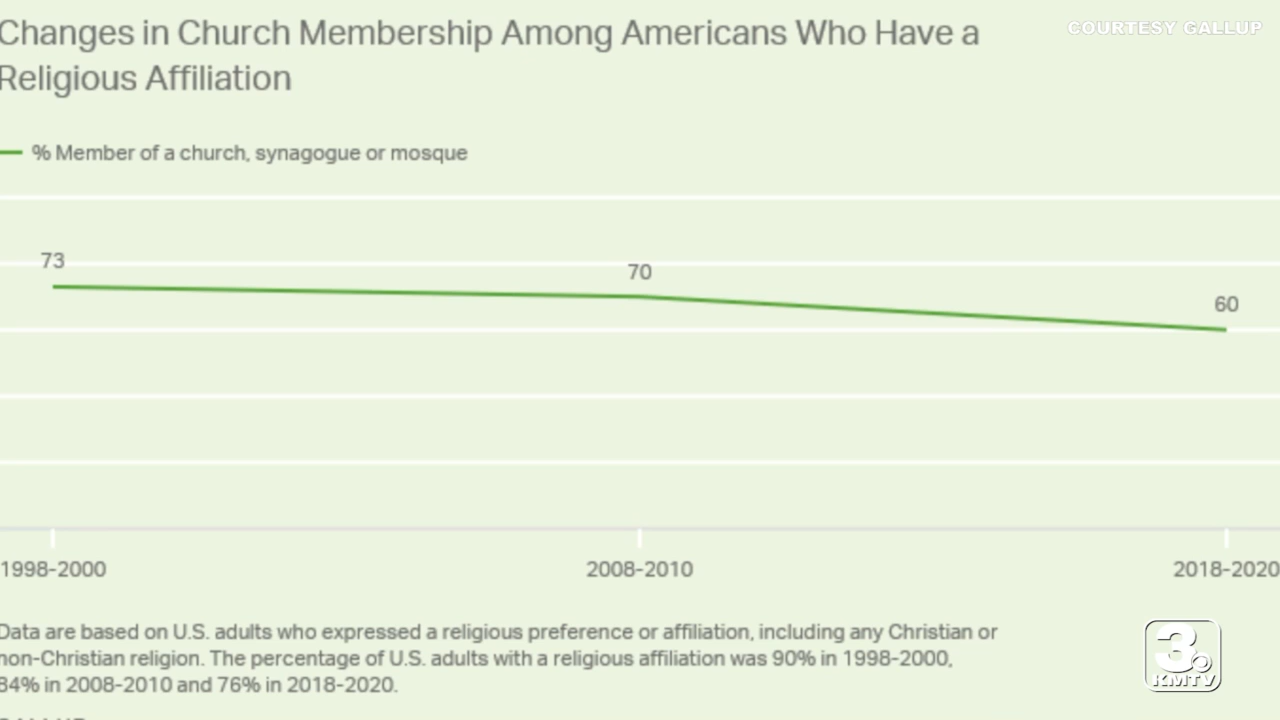 Changes in Church Membership Among Americans Who Have a
COURTESY GALLUP
Religious Affiliation
% Member of a church, synagogue or mosque
73
70
60
1998-2000
2008-2010
2018-2020
Data are based on U.S. adults who expressed a religious preference or affiliation, including any Christian or
non-Christian religion. The percentage of U.S. adults with a religious affiliation was 90% in 1998-2000,
84% in 2008-2010 and 76% in 2018-2020.
3
KMTV